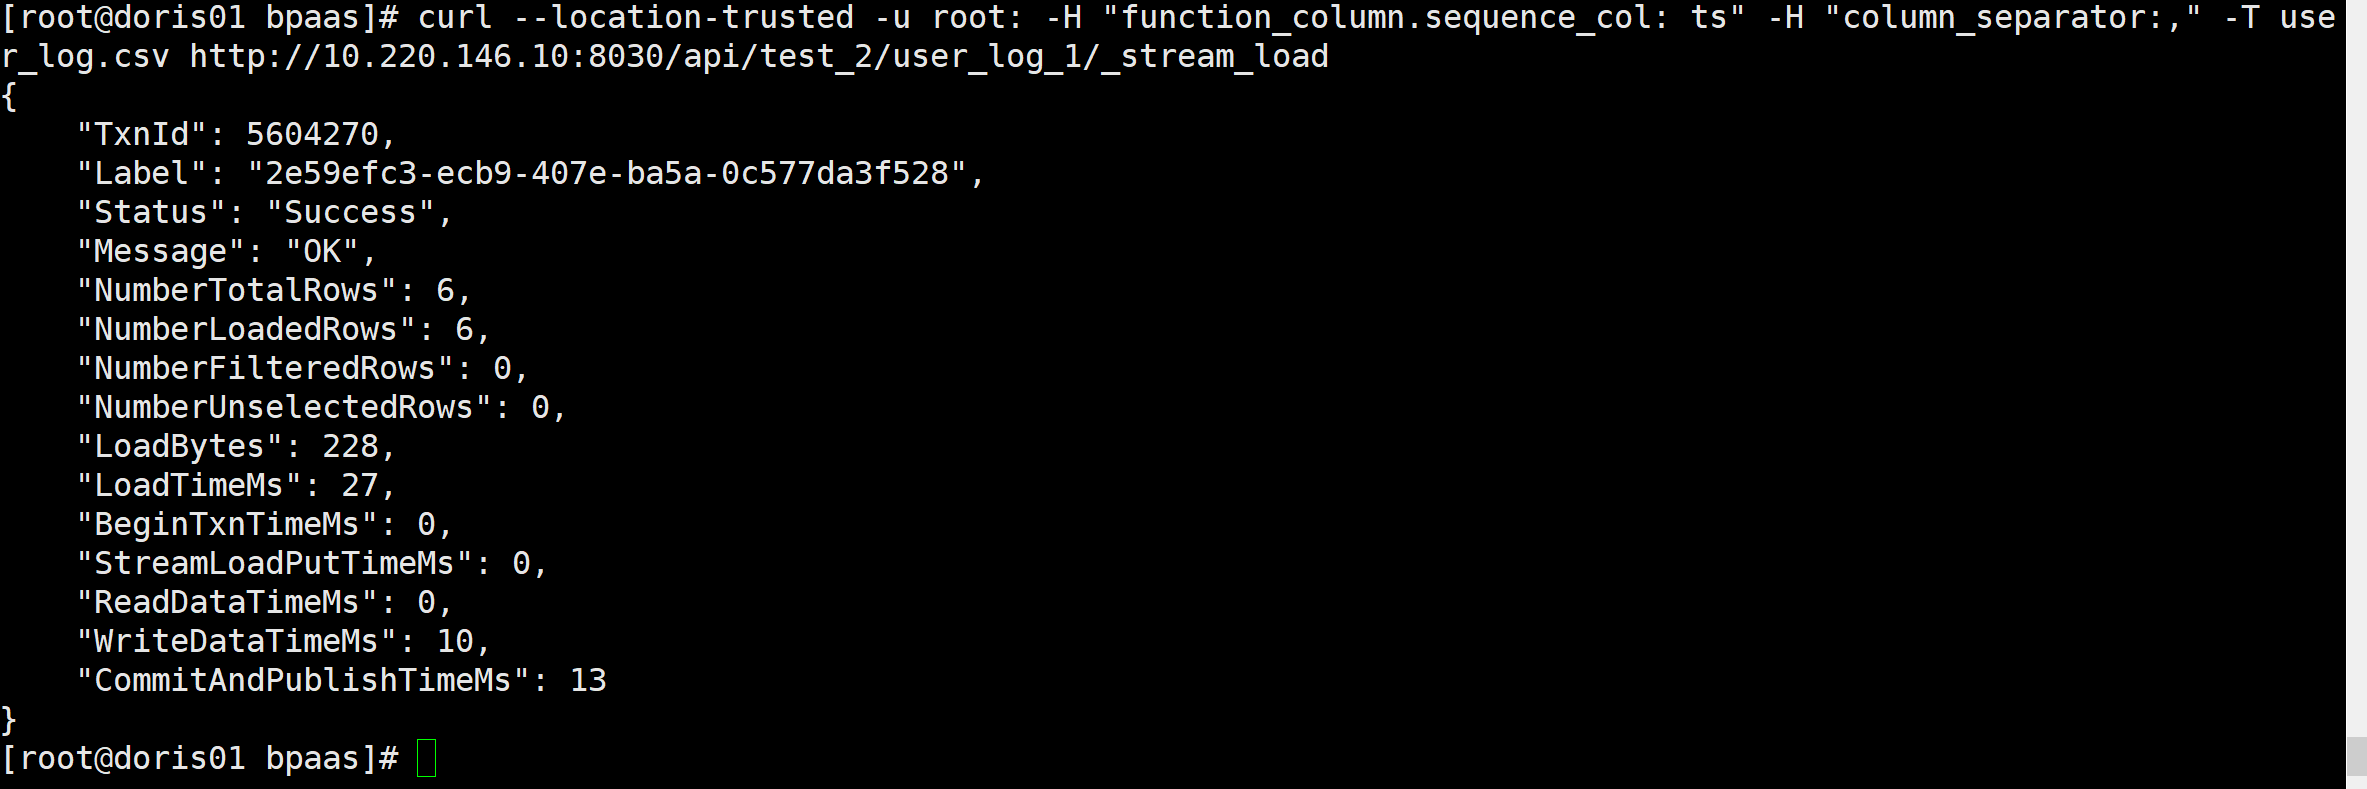 [root@doris01 bpaas]# curl --location-trusted -u root: -H "function_column.sequence_col: ts" -H "column_separator:," -T use
r_log.csv http://10.220.146.10:8030/api/test_2/user_log_1/_stream_load
{
    "TxnId": 5604270,
    "Label": "2e59efc3-ecb9-407e-ba5a-0c577da3f528",
    "Status": "Success",
    "Message": "OK",
    "NumberTotalRows": 6,
    "NumberLoadedRows": 6,
    "NumberFilteredRows": 0,
    "NumberUnselectedRows": 0,
    "LoadBytes": 228,
    "LoadTimeMs": 27,
    "BeginTxnTimeMs": 0,
    "StreamLoadPutTimeMs": 0,
    "ReadDataTimeMs": 0,
    "WriteDataTimeMs": 10,
    "CommitAndPublishTimeMs": 13
}
[root@doris01 bpaas]#